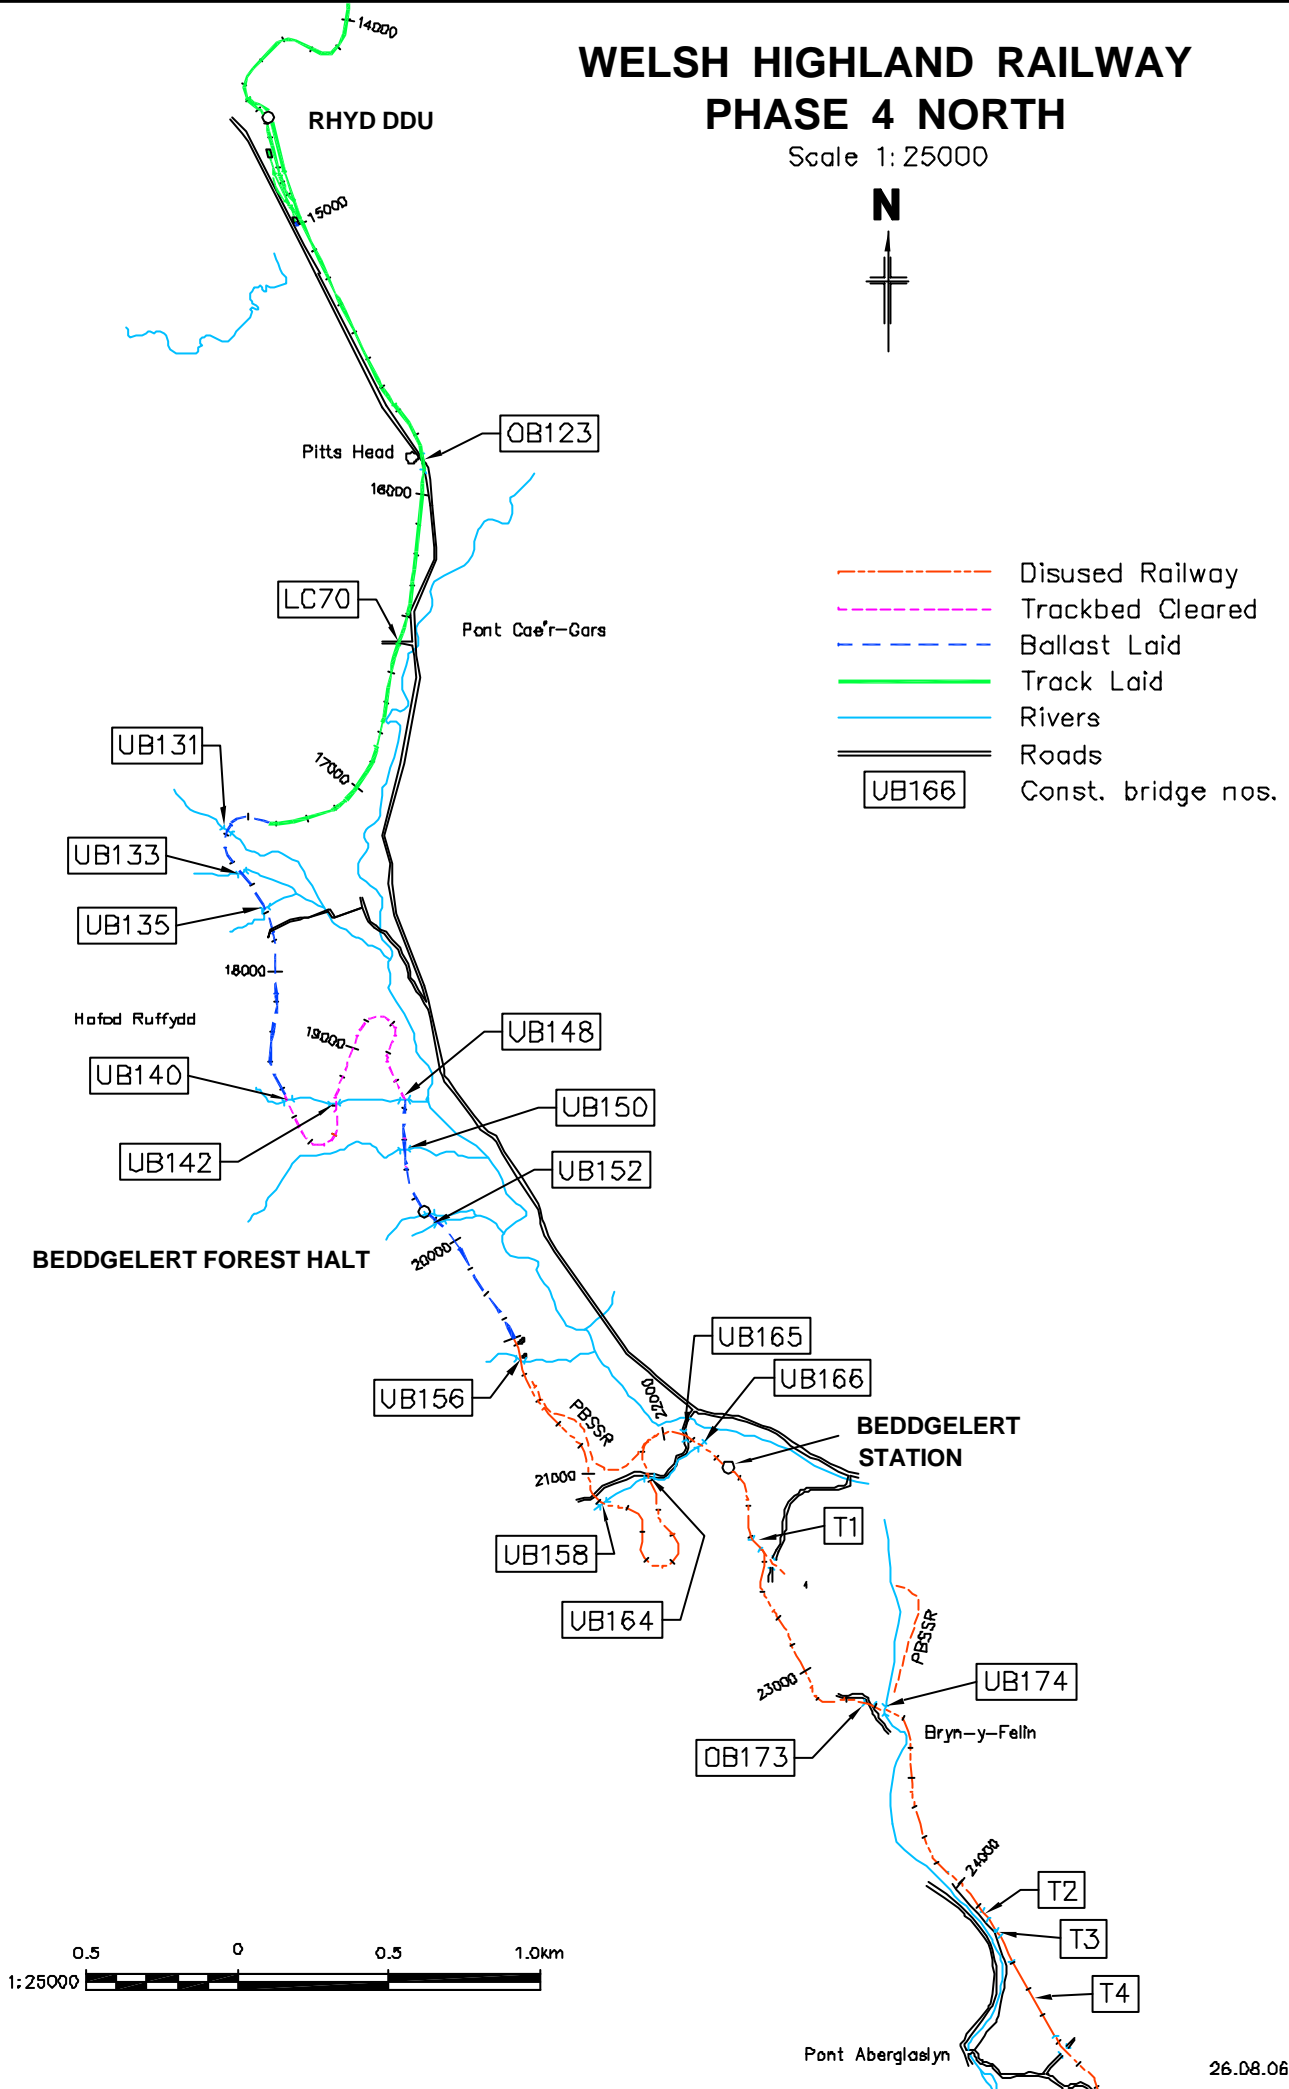 WELSH HIGHLAND RAILWAY
PHASE 4 NORTH
Scale 1:25000
N
14000
RHYD DDU
15000
OB123
Pitts Head
16000
LC70
Pont Cae'r-Gars
Disused Railway
Trackbed Cleared
Ballast Laid
Track Laid
Rivers
Roads
UB166
Const. bridge nos.
UB131
17000
UB133
UB135
18000
Hafod Ruffydd
19000
UB148
UB140
UB150
UB142
UB152
BEDDGELERT FOREST HALT
20000
UB165
UB166
UB156
22000
PBSSR
BEDDGELERT
STATION
21000
T1
UB158
UB164
PBSSR
23000
UB174
Bryn-y-Felin
OB173
24000
T2
T3
T4
0.5
0
0.5
1.0km
1:25000
Pont Aberglaslyn
26.08.06